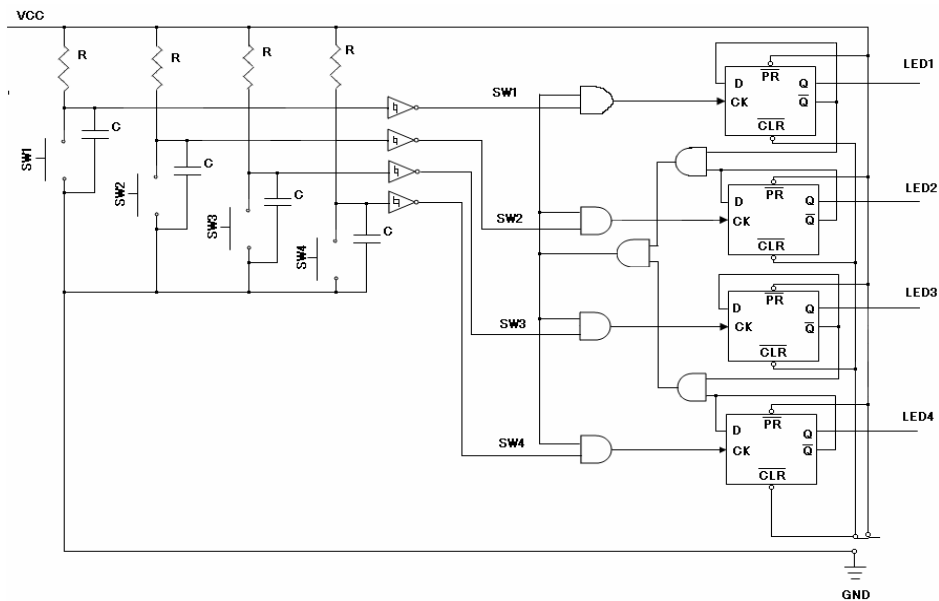 VCC
R
R
R
R
C
C
C
C
SW1
SW2
SW3
SW4
SW1
SW2
SW3
SW4
D
PR
Q
CK
Q
CLR
LED1
D
PR
Q
CK
Q
CLR
LED2
D
PR
Q
CK
Q
CLR
LED3
D
PR
Q
CK
Q
CLR
LED4
GND